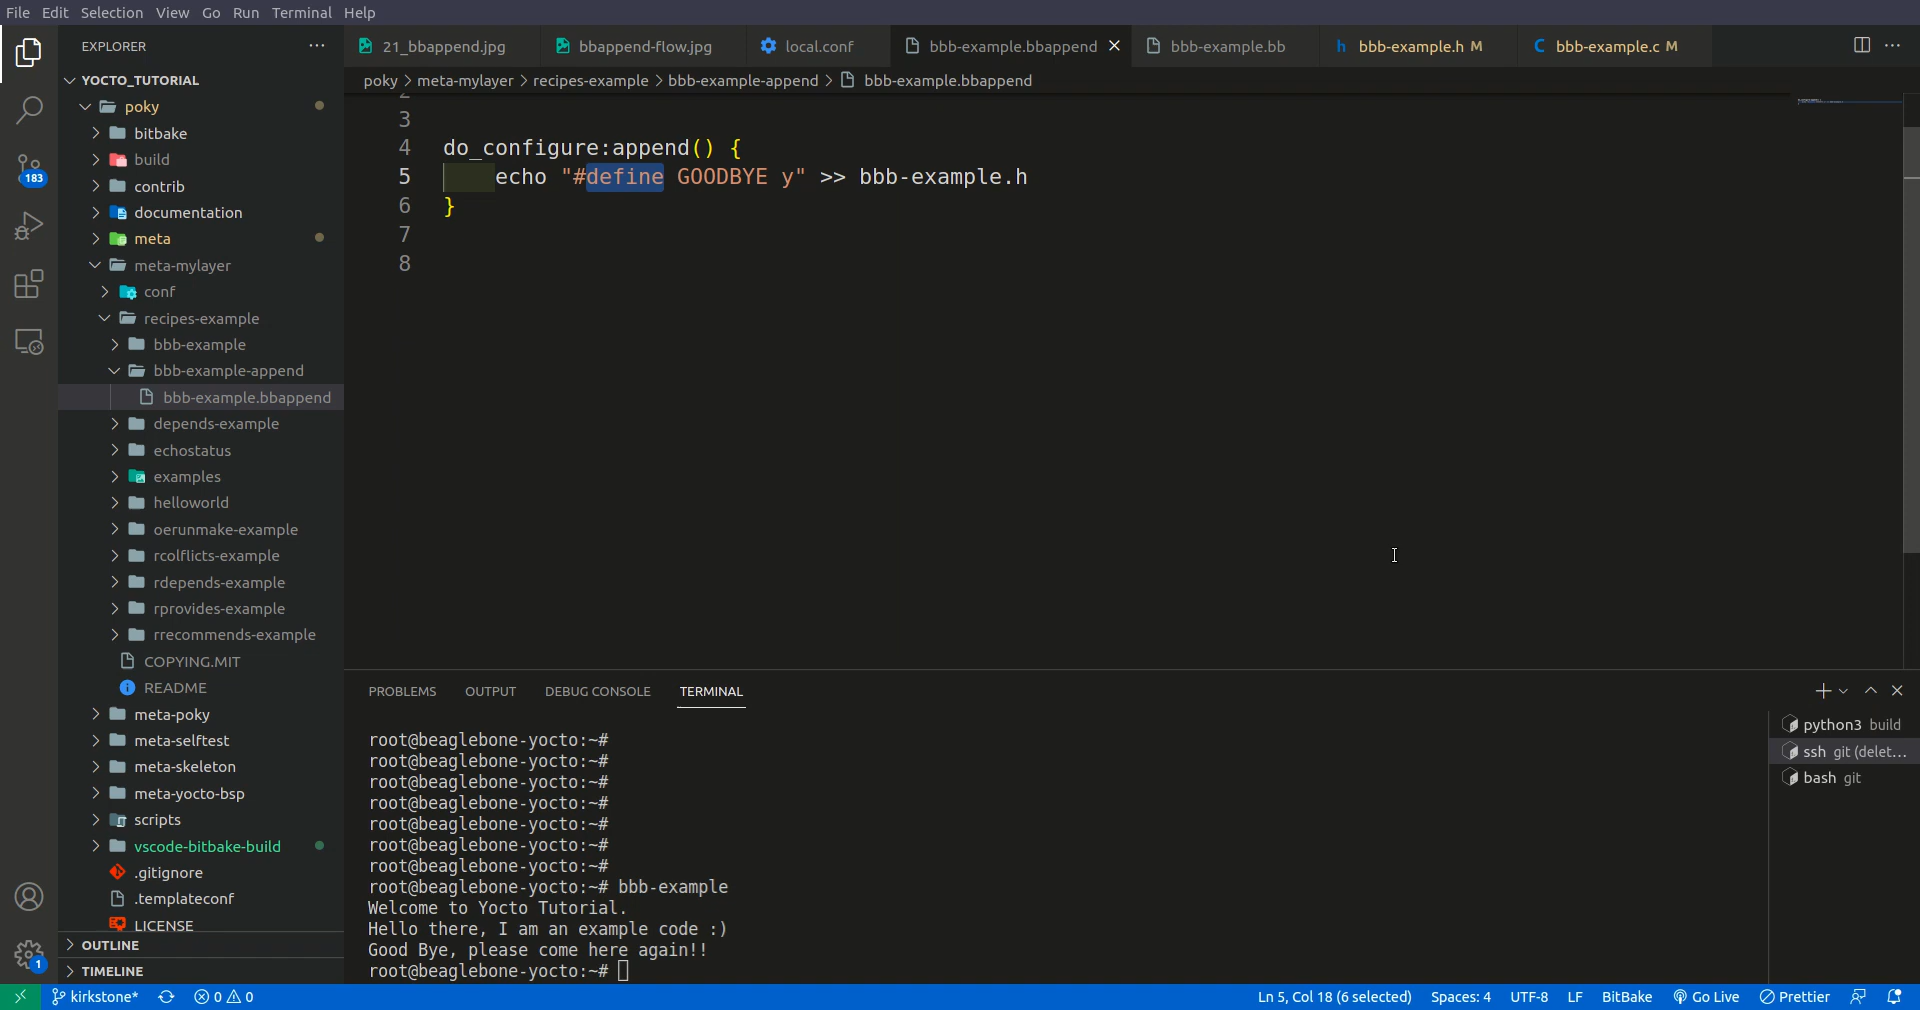 File Edit Selection View Go Run Terminal Help
EXPLORER
21_bbappend.jpg bbappend-flow.jpg local.conf bbb-example.bbappend bbb-example.bb h bbb-example.h M C bbb-example.c M
poky > meta-mylayer > recipes-example > bbb-example-append > bbb-example.bbappend
YOCTO_TUTORIAL
poky
bitbake
build
contrib
documentation
meta
meta-mylayer
conf
recipes-example
bbb-example
bbb-example-append
bbb-example.bbappend
depends-example
echostatus
examples
helloworld
oerunmake-example
rcolflicts-example
rdepends-example
rprovides-example
rrecommends-example
COPYING.MIT
README
meta-poky
meta-selftest
meta-skeleton
meta-yocto-bsp
scripts
vscode-bitbake-build
.gitignore
.templateconf
LICENSE
OUTLINE
TIMELINE
183
1
2
3
4 do_configure:append() {
5 echo "#define GOODBYE y" >> bbb-example.h
6 }
7
8
PROBLEMS OUTPUT DEBUG CONSOLE TERMINAL
root@beaglebone-yocto:~#
root@beaglebone-yocto:~#
root@beaglebone-yocto:~#
root@beaglebone-yocto:~#
root@beaglebone-yocto:~#
root@beaglebone-yocto:~#
root@beaglebone-yocto:~#
root@beaglebone-yocto:~# bbb-example
Welcome to Yocto Tutorial.
Hello there, I am an example code :)
Good Bye, please come here again!!
root@beaglebone-yocto:~#
python3 build
ssh git (delet...
bash git
kirkstone* 0 0 Ln 5, Col 18 (6 selected) Spaces: 4 UTF-8 LF BitBake Go Live Prettier